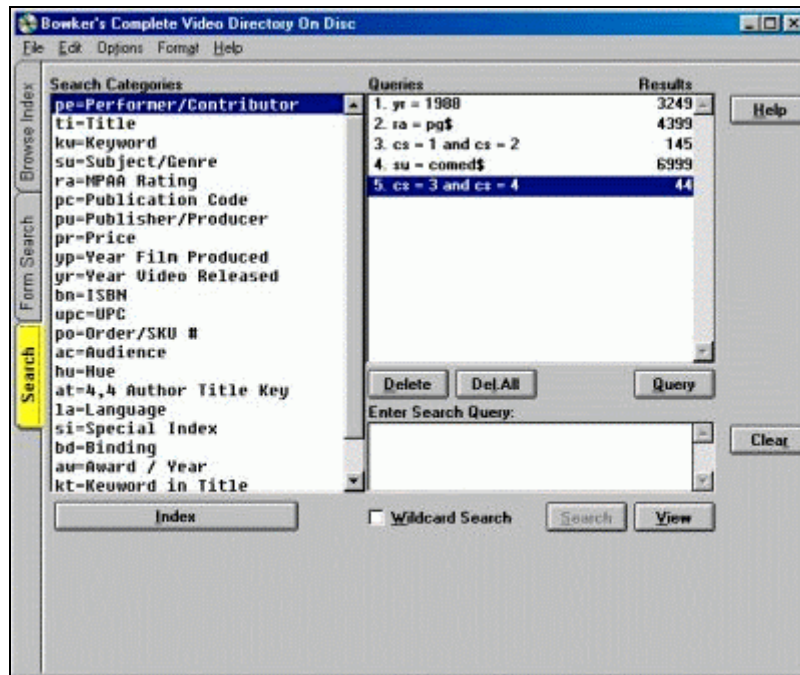 Bowker's Complete Video Directory On Disc
File Edit Options Format Help
Browse Index
Form Search
Search
Search Categories
pe=Performer/Contributor
ti=Title
kw=Keyword
su=Subject/Genre
ra=MPAA Rating
pc=Publication Code
pu=Publisher/Producer
pr=Price
yp=Year Film Produced
yr=Year Video Released
bn=ISBN
upc=UPC
po=Order/SKU #
ac=Audience
hu=Hue
at=4,4 Author Title Key
la=Language
si=Special Index
bd=Binding
aw=Award / Year
kt=Keyword in Title
Index
Queries Results
1. yr = 1988 3249
2. ra = pg$ 4399
3. cs = 1 and cs = 2 145
4. su = comed$ 6999
5. cs = 3 and cs = 4 44
Delete Del.All Query
Enter Search Query:
Wildcard Search Search View
Help
Clear